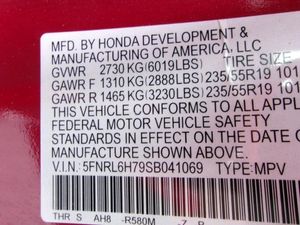 MFD. BY HONDA DEVELOPMENT &
MANUFACTURING OF AMERICA, LLC
GVWR 2730 KG (6019LBS) TIRE SIZE
GAWR F 1310 KG (2888LBS) 235/55R19 101
GAWR R 1465 KG (3230LBS) 235/55R19 101
THIS VEHICLE CONFORMS TO ALL APPL
FEDERAL MOTOR VEHICLE SAFETY
STANDARDS IN EFFECT ON THE DATE O
MANUFACTURE SHOWN ABOVE.
V.I.N: 5FNRL6H79SB041069 TYPE: MPV
THR S AH8 -R580M -Z